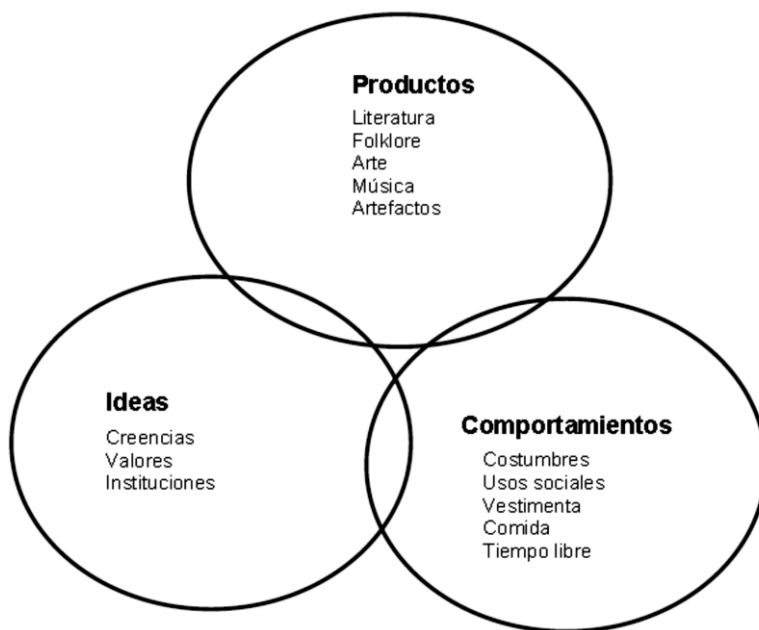 Productos
Literatura
Folklore
Arte
Música
Artefactos
Ideas
Creencias
Valores
Instituciones
Comportamientos
Costumbres
Usos sociales
Vestimenta
Comida
Tiempo libre